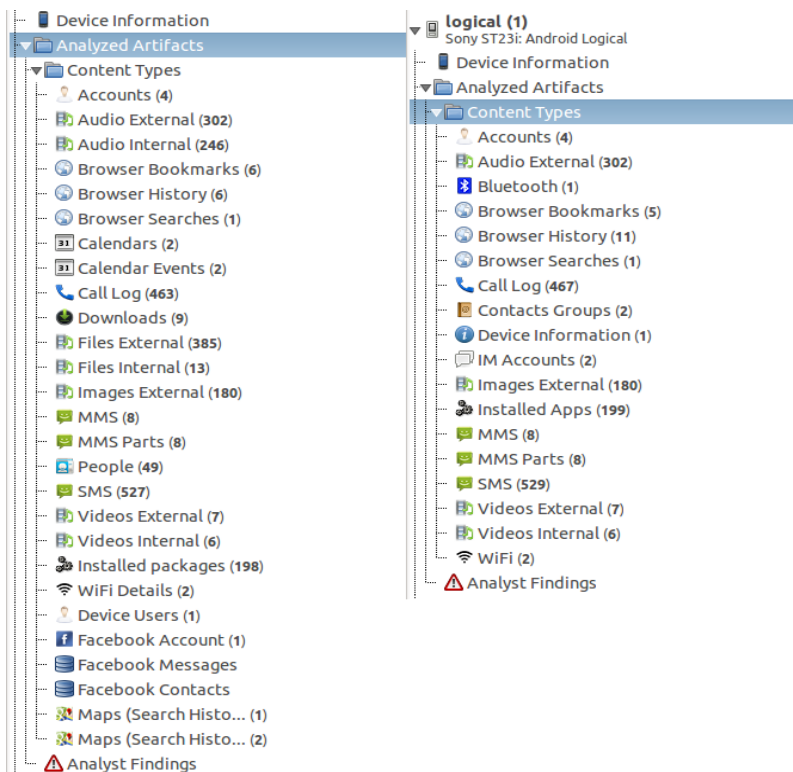 Device Information
Analyzed Artifacts
Content Types
Accounts (4)
Audio External (302)
Audio Internal (246)
Browser Bookmarks (6)
Browser History (6)
Browser Searches (1)
31 Calendars (2)
31 Calendar Events (2)
Call Log (463)
Downloads (9)
Files External (385)
Files Internal (13)
Images External (180)
MMS (8)
MMS Parts (8)
People (49)
SMS (527)
Videos External (7)
Videos Internal (6)
Installed packages (198)
WiFi Details (2)
Device Users (1)
f Facebook Account (1)
Facebook Messages
Facebook Contacts
Maps (Search Histo... (1)
Maps (Search Histo... (2)
Analyst Findings
logical (1)
Sony ST23i: Android Logical
Device Information
Analyzed Artifacts
Content Types
Accounts (4)
Audio External (302)
Bluetooth (1)
Browser Bookmarks (5)
Browser History (11)
Browser Searches (1)
Call Log (467)
Contacts Groups (2)
Device Information (1)
IM Accounts (2)
Images External (180)
Installed Apps (199)
MMS (8)
MMS Parts (8)
SMS (529)
Videos External (7)
Videos Internal (6)
WiFi (2)
Analyst Findings